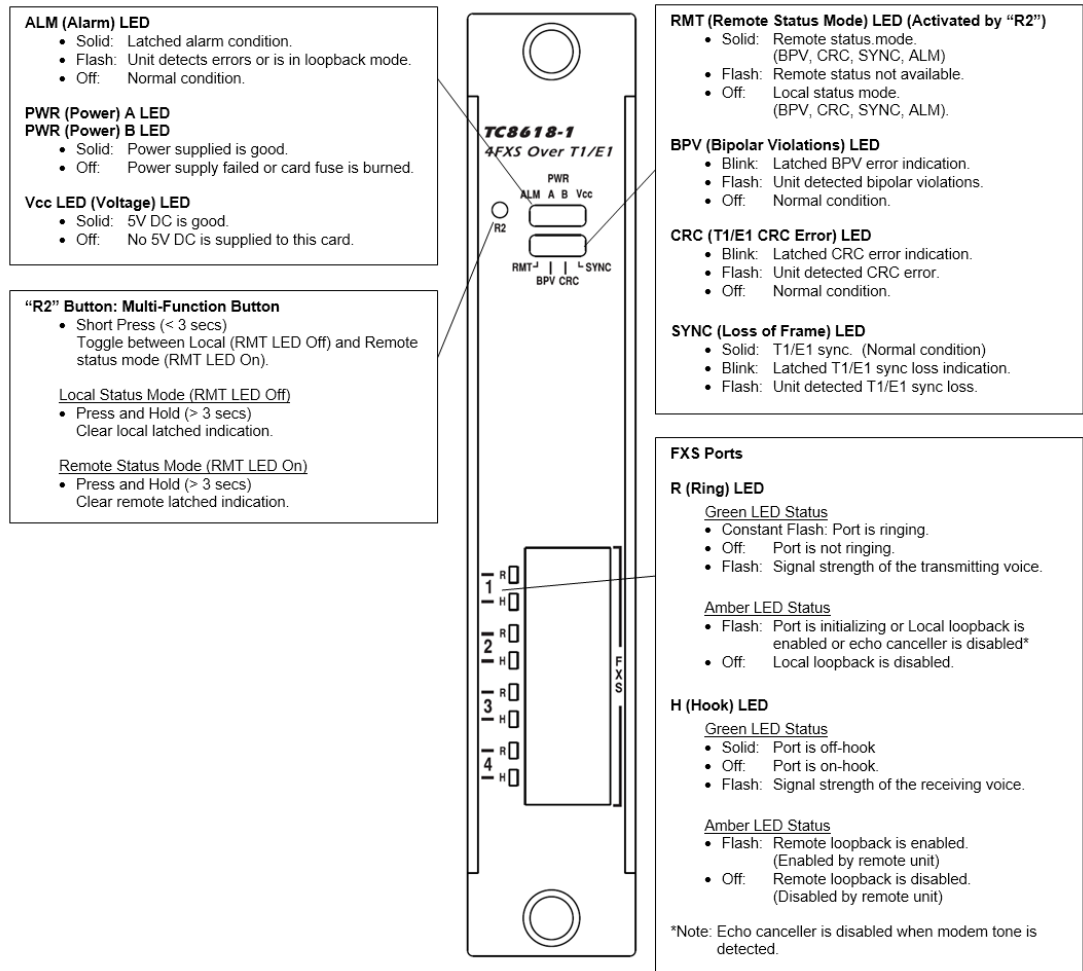 ALM (Alarm) LED
• Solid: Latched alarm condition.
• Flash: Unit detects errors or is in loopback mode.
• Off: Normal condition.
PWR (Power) A LED
PWR (Power) B LED
• Solid: Power supplied is good.
• Off: Power supply failed or card fuse is burned.
Vcc LED (Voltage) LED
• Solid: 5V DC is good.
• Off: No 5V DC is supplied to this card.
“R2” Button: Multi-Function Button
• Short Press (< 3 secs)
Toggle between Local (RMT LED Off) and Remote
status mode (RMT LED On).
Local Status Mode (RMT LED Off)
• Press and Hold (> 3 secs)
Clear local latched indication.
Remote Status Mode (RMT LED On)
• Press and Hold (> 3 secs)
Clear remote latched indication.
TC8618-1
4FXS Over T1/E1
PWR
ALM A B Vcc
R2
RMT SYNC
BPV CRC
R
1
H
R
2
H
R
3
H
R
4
H
FXS
RMT (Remote Status Mode) LED (Activated by “R2”)
• Solid: Remote status.mode.
(BPV, CRC, SYNC, ALM)
• Flash: Remote status not available.
• Off: Local status mode.
(BPV, CRC, SYNC, ALM).
BPV (Bipolar Violations) LED
• Blink: Latched BPV error indication.
• Flash: Unit detected bipolar violations.
• Off: Normal condition.
CRC (T1/E1 CRC Error) LED
• Blink: Latched CRC error indication.
• Flash: Unit detected CRC error.
• Off: Normal condition.
SYNC (Loss of Frame) LED
• Solid: T1/E1 sync. (Normal condition)
• Blink: Latched T1/E1 sync loss indication.
• Flash: Unit detected T1/E1 sync loss.
FXS Ports
R (Ring) LED
Green LED Status
• Constant Flash: Port is ringing.
• Off: Port is not ringing.
• Flash: Signal strength of the transmitting voice.
Amber LED Status
• Flash: Port is initializing or Local loopback is
enabled or echo canceller is disabled*
• Off: Local loopback is disabled.
H (Hook) LED
Green LED Status
• Solid: Port is off-hook
• Off: Port is on-hook.
• Flash: Signal strength of the receiving voice.
Amber LED Status
• Flash: Remote loopback is enabled.
(Enabled by remote unit)
• Off: Remote loopback is disabled.
(Disabled by remote unit)
*Note: Echo canceller is disabled when modem tone is
detected.